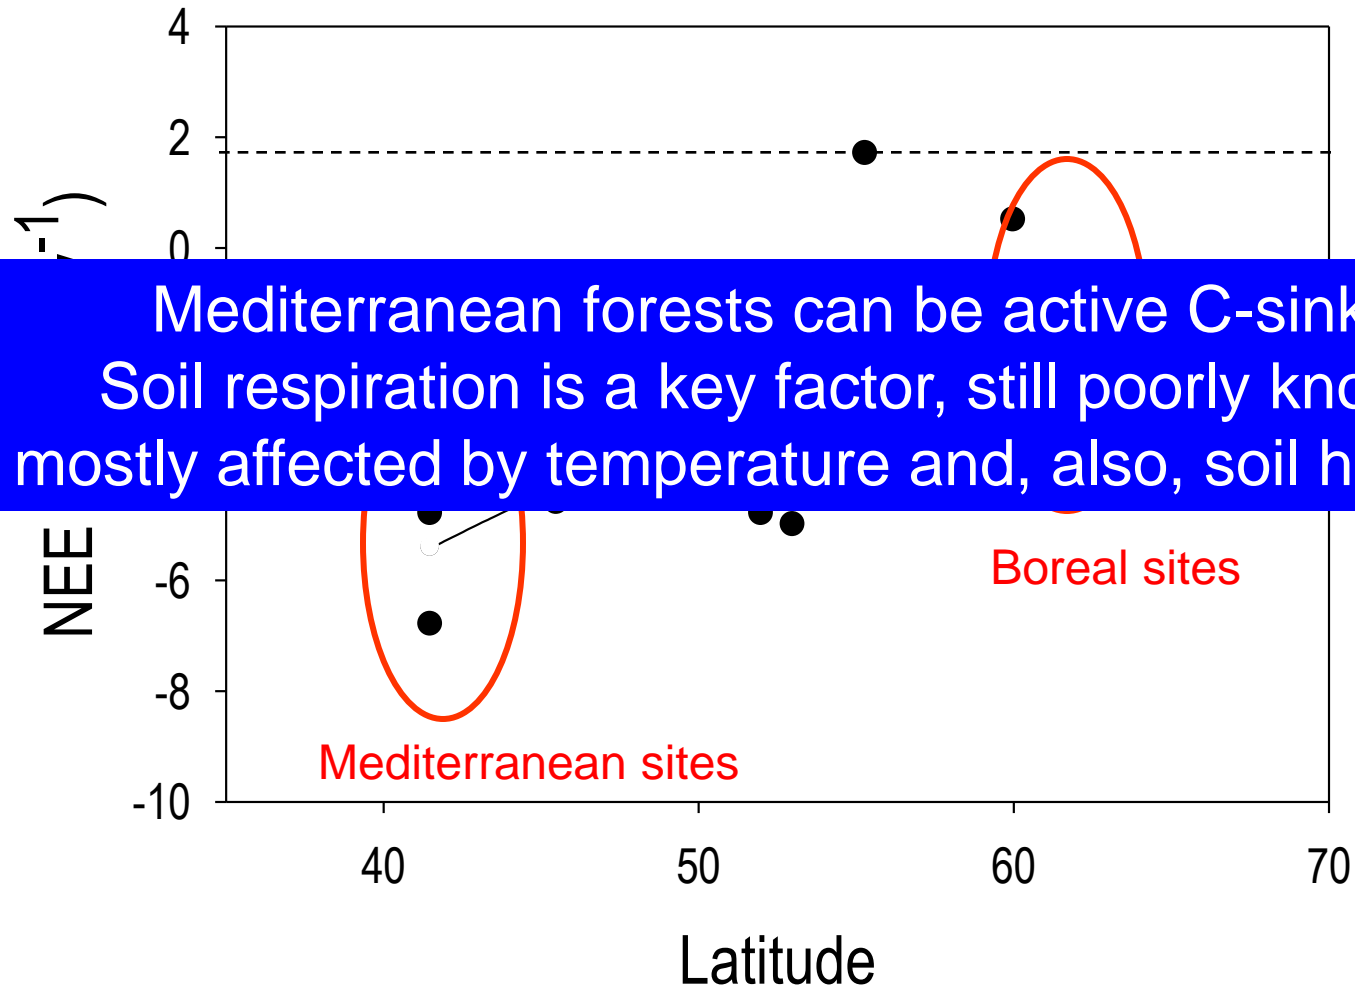 4
2
0
Mediterranean forests can be active C-sink
Soil respiration is a key factor, still poorly kno
mostly affected by temperature and, also, soil h
NEE
-1)
-6
-8
-10
Boreal sites
Mediterranean sites
40 50 60 70
Latitude